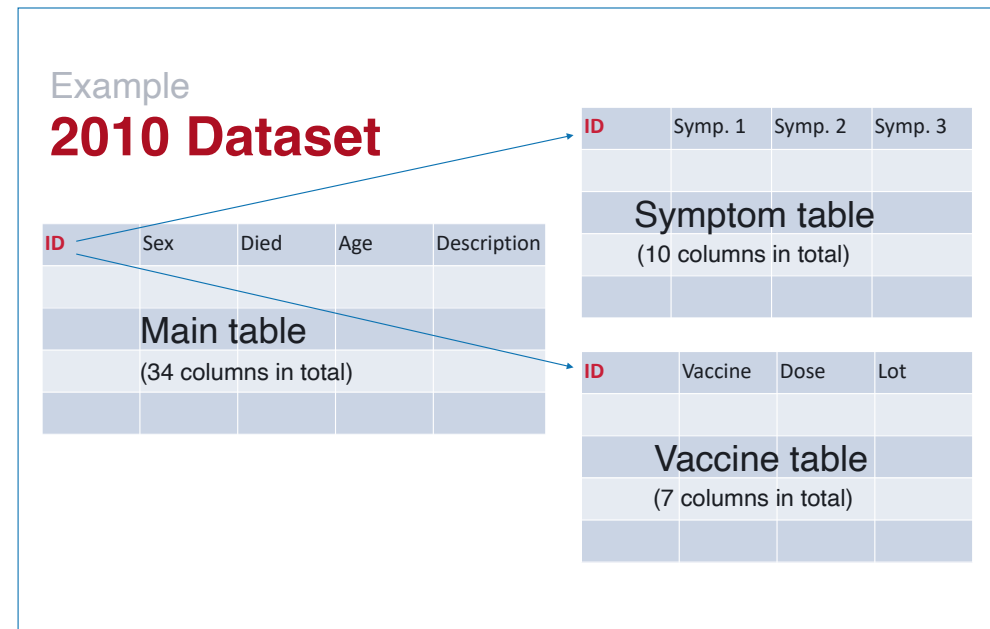 Example
2010 Dataset
ID Sex Died Age Description
Main table
(34 columns in total)
ID Symp. 1 Symp. 2 Symp. 3
Symptom table
(10 columns in total)
ID Vaccine Dose Lot
Vaccine table
(7 columns in total)